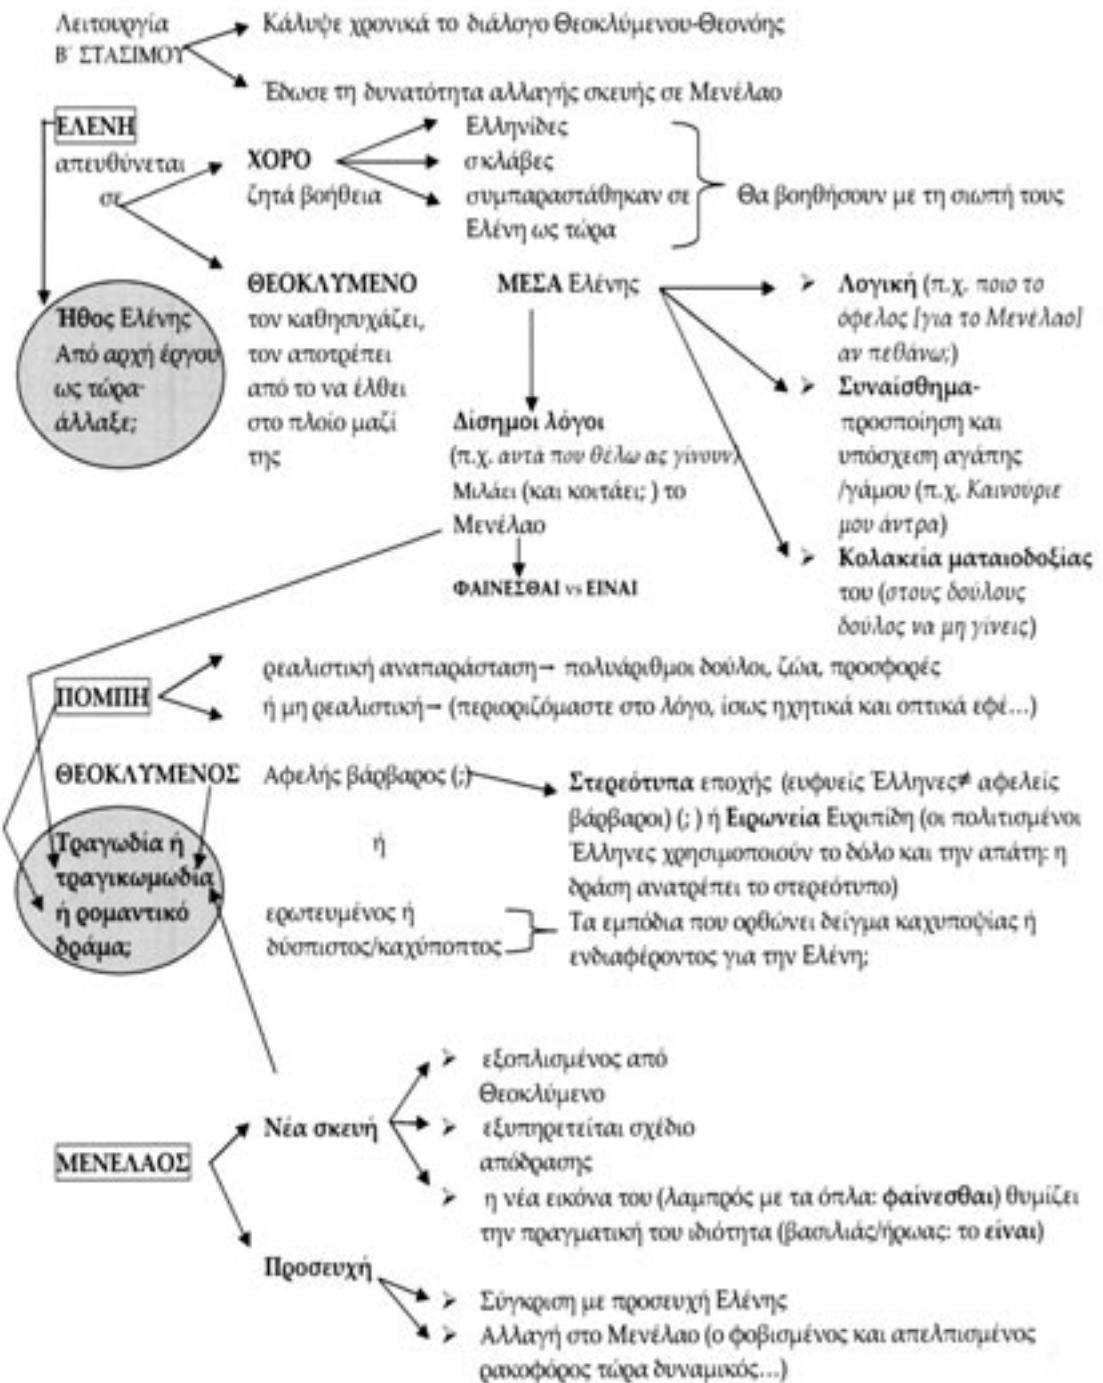 Λειτουργία
Β΄ ΣΤΑΣΙΜΟΥ
Κάλυψε χρονικά το διάλογο Θεοκλύμενου-Θεονόης
Έδωσε τη δυνατότητα αλλαγής σκευής σε Μενέλαο
ΕΛΕΝΗ
απευθύνεται
σε
ΧΟΡΟ
ζητά βοήθεια
Ελληνίδες
σκλάβες
συμπαραστάθηκαν σε
Ελένη ως τώρα
Θα βοηθήσουν με τη σιωπή τους
Ήθος Ελένης
Από αρχή έργου
ως τώρα-
άλλαξε;
ΘΕΟΚΛΥΜΕΝΟ
τον καθησυχάζει,
τον αποτρέπει
από το να έλθει
στο πλοίο μαζί
της
ΜΕΣΑ Ελένης
Δίσημοι λόγοι
(π.χ. αυτά που θέλω ας γίνουν)
Μιλάει (και κοιτάει; ) το
Μενέλαο
ΦΑΙΝΕΣΘΑΙ vs ΕΙΝΑΙ
➢ Λογική (π.χ. ποιο το
όφελος [για το Μενέλαο]
αν πεθάνω;)
➢ Συναίσθημα-
προσποίηση και
υπόσχεση αγάπης
/γάμου (π.χ. Καινούριε
μου άντρα)
➢ Κολακεία ματαιοδοξίας
του (στους δούλους
δούλος να μη γίνεις)
ΠΟΜΠΗ
ρεαλιστική αναπαράσταση– πολυάριθμοι δούλοι, ζώα, προσφορές
ή μη ρεαλιστική– (περιοριζόμαστε στο λόγο, ίσως ηχητικά και οπτικά εφέ…)
ΘΕΟΚΛΥΜΕΝΟΣ
Αφελής βάρβαρος (;)
ή
ερωτευμένος ή
δύσπιστος/καχύποπτος
Στερεότυπα εποχής (ευφυείς Έλληνες≠ αφελείς
βάρβαροι) (; ) ή Ειρωνεία Ευριπίδη (οι πολιτισμένοι
Έλληνες χρησιμοποιούν το δόλο και την απάτη: η
δράση ανατρέπει το στερεότυπο)
Τα εμπόδια που ορθώνει δείγμα καχυποψίας ή
ενδιαφέροντος για την Ελένη;
Τραγωδία ή
τραγικωμωδία
ή ρομαντικό
δράμα;
ΜΕΝΕΛΑΟΣ
Νέα σκευή
➢ εξοπλισμένος από
Θεοκλύμενο
➢ εξυπηρετείται σχέδιο
απόδρασης
➢ η νέα εικόνα του (λαμπρός με τα όπλα: φαίνεσθαι) θυμίζει
την πραγματική του ιδιότητα (βασιλιάς/ήρωας: το είναι)
Προσευχή
➢ Σύγκριση με προσευχή Ελένης
➢ Αλλαγή στο Μενέλαο (ο φοβισμένος και απελπισμένος
ρακοφόρος τώρα δυναμικός…)